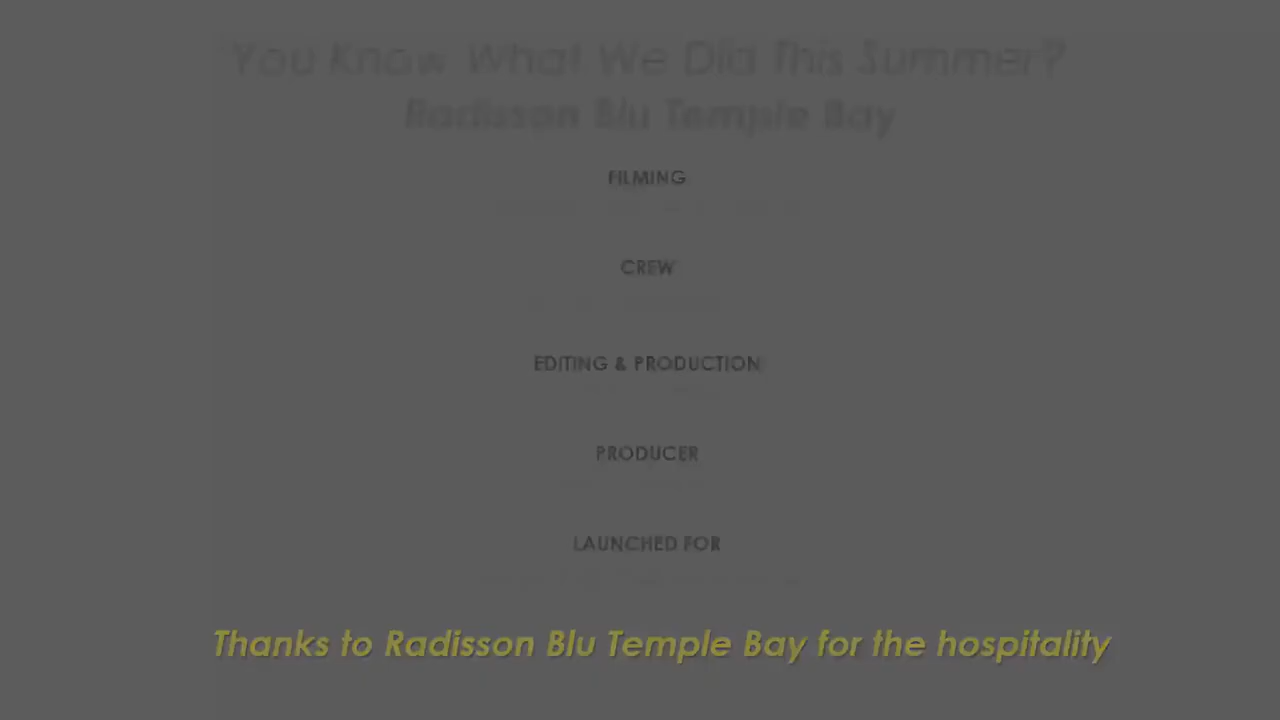 You Know What We Did This Summer?
Radisson Blu Temple Bay
FILMING
CREW
EDITING & PRODUCTION
PRODUCER
LAUNCHED FOR
Thanks to Radisson Blu Temple Bay for the hospitality